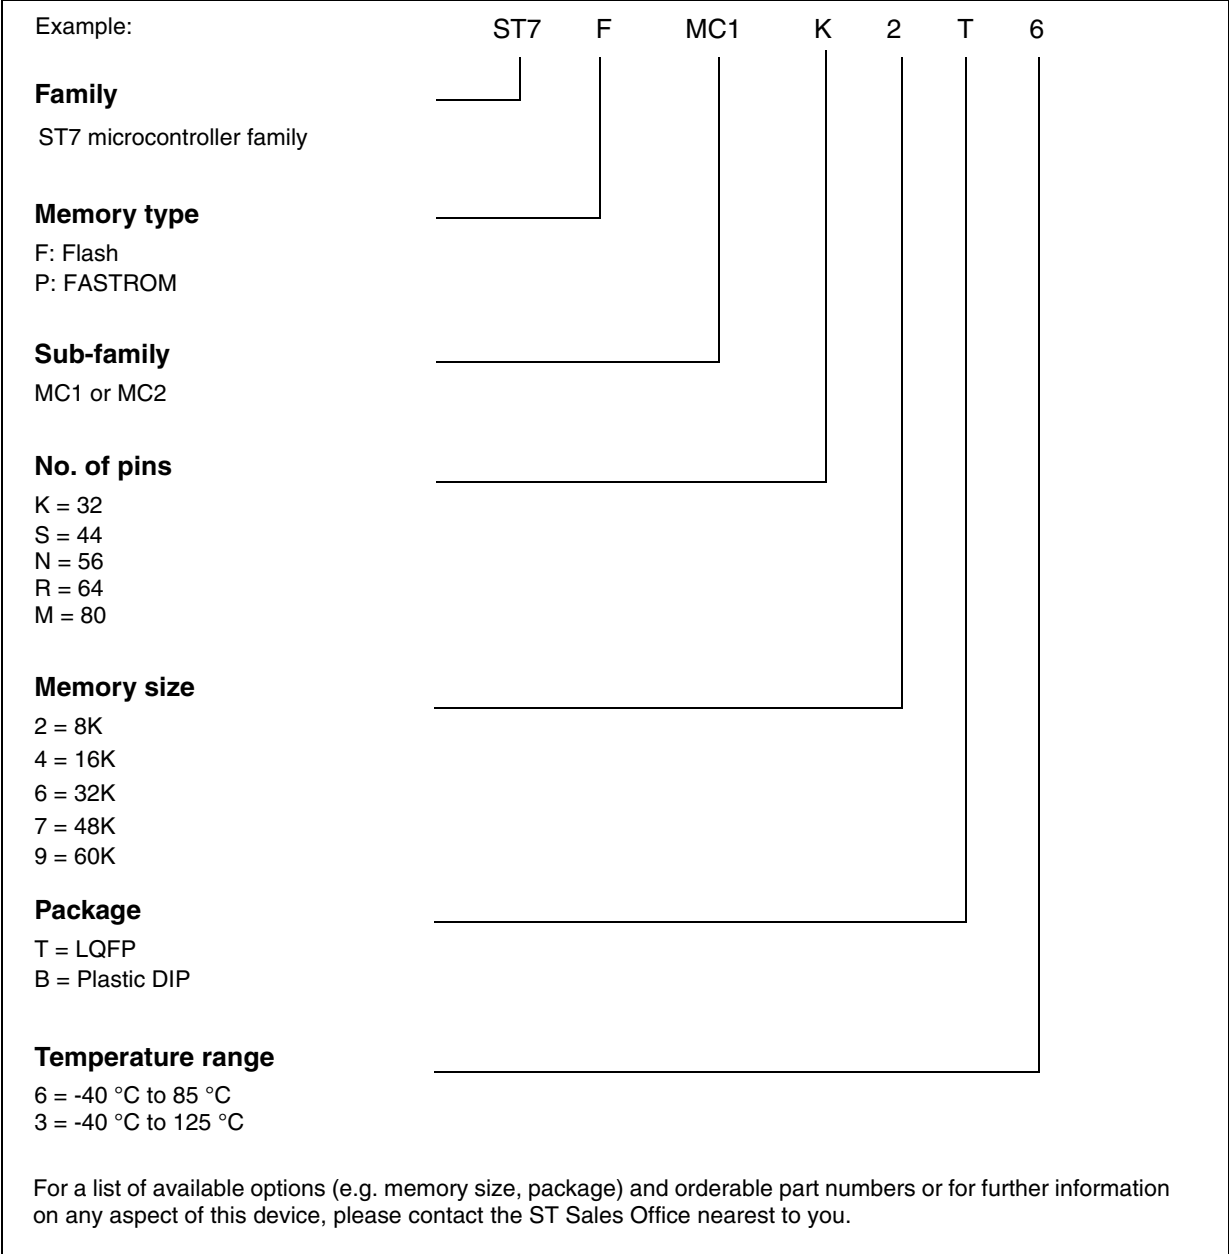 Example: ST7 F MC1 K 2 T 6
Family
ST7 microcontroller family
Memory type
F: Flash
P: FASTROM
Sub-family
MC1 or MC2
No. of pins
K = 32
S = 44
N = 56
R = 64
M = 80
Memory size
2 = 8K
4 = 16K
6 = 32K
7 = 48K
9 = 60K
Package
T = LQFP
B = Plastic DIP
Temperature range
6 = -40 °C to 85 °C
3 = -40 °C to 125 °C
For a list of available options (e.g. memory size, package) and orderable part numbers or for further information
on any aspect of this device, please contact the ST Sales Office nearest to you.